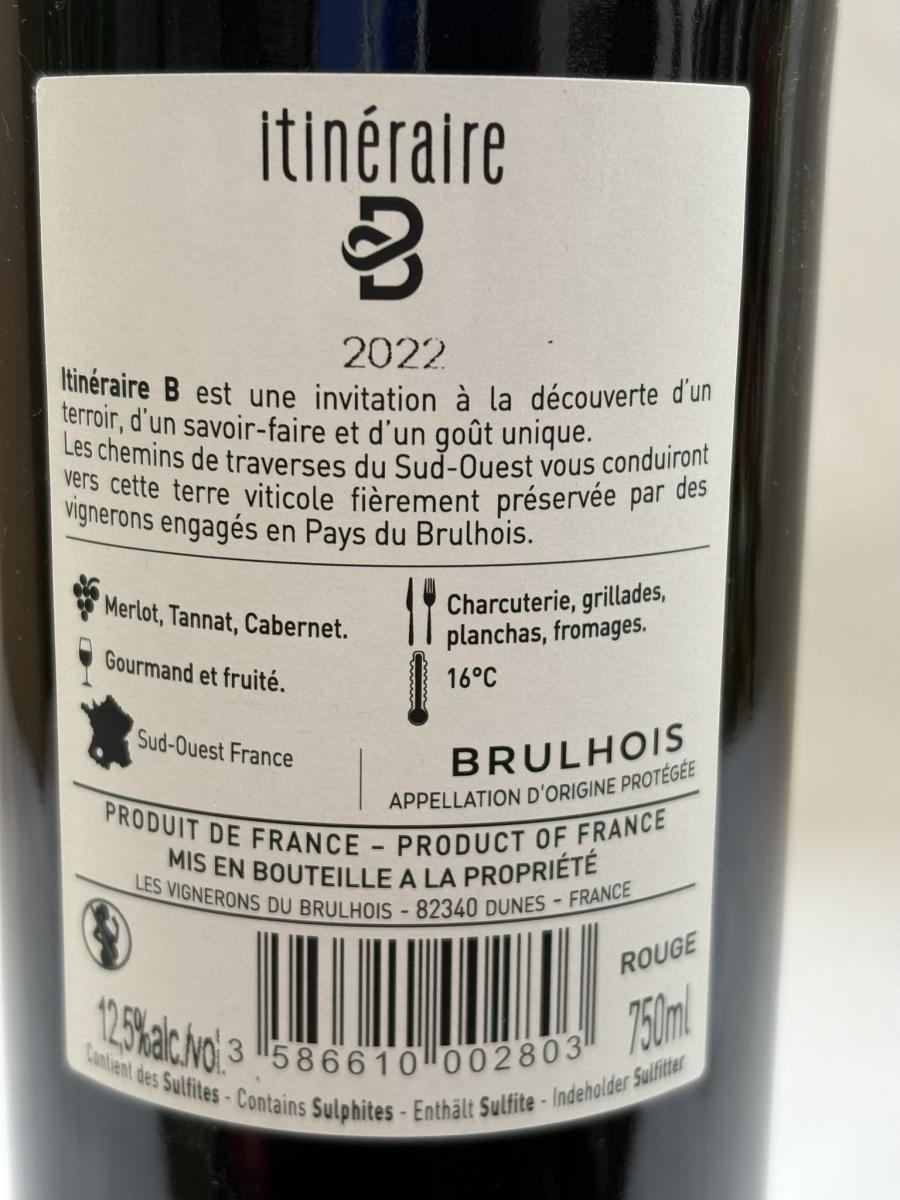 itinéraire
B
2022
Itinéraire B est une invitation à la découverte d'un
terroir, d'un savoir-faire et d'un goût unique.
Les chemins de traverses du Sud-Ouest vous conduiront
vers cette terre viticole fièrement préservée par des
vignerons engagés en Pays du Brulhois.
Merlot, Tannat, Cabernet.
Gourmand et fruité.
Sud-Ouest France
Charcuterie, grillades,
planchas, fromages.
16°C
BRULHOIS
APPELLATION D'ORIGINE PROTÉGÉE
PRODUIT DE FRANCE – PRODUCT OF FRANCE
MIS EN BOUTEILLE A LA PROPRIÉTÉ
LES VIGNERONS DU BRULHOIS - 82340 DUNES - FRANCE
ROUGE
12,5%alc./vol.
750ml
3 586610 002803
Contient des Sulfites - Contains Sulphites - Enthält Sulfite - Indeholder Sulfitter